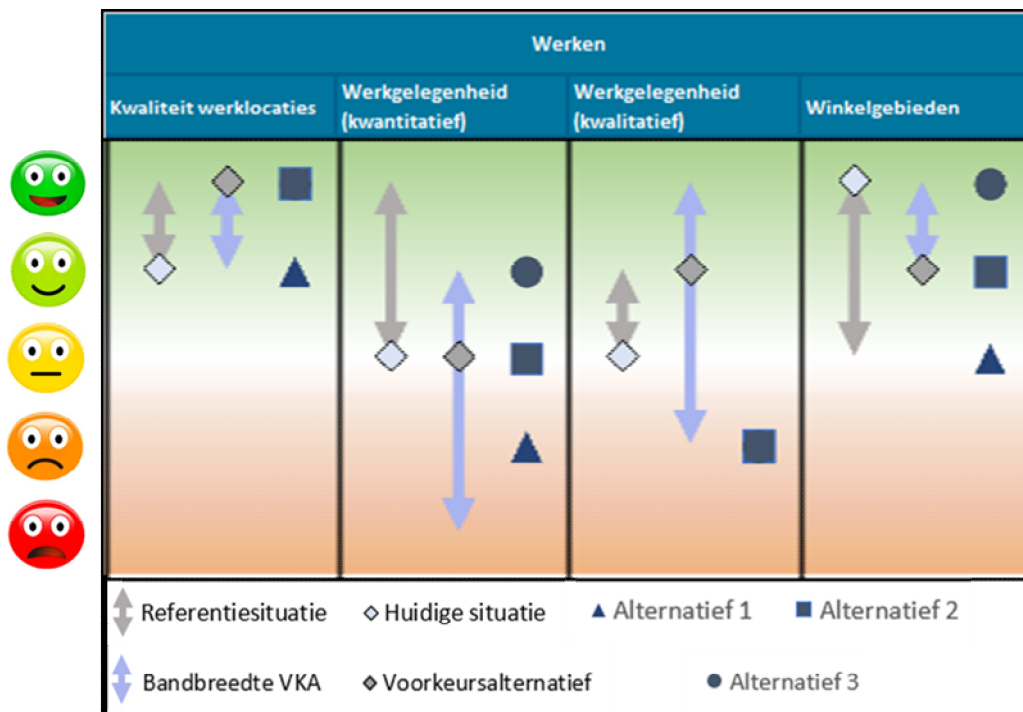 Werken
Kwaliteit werklocaties
Werkgelegenheid
(kwantitatief)
Werkgelegenheid
(kwalitatief)
Winkelgebieden
Referentiesituatie
Huidige situatie
Alternatief 1
Alternatief 2
Bandbreedte VKA
Voorkeursalternatief
Alternatief 3